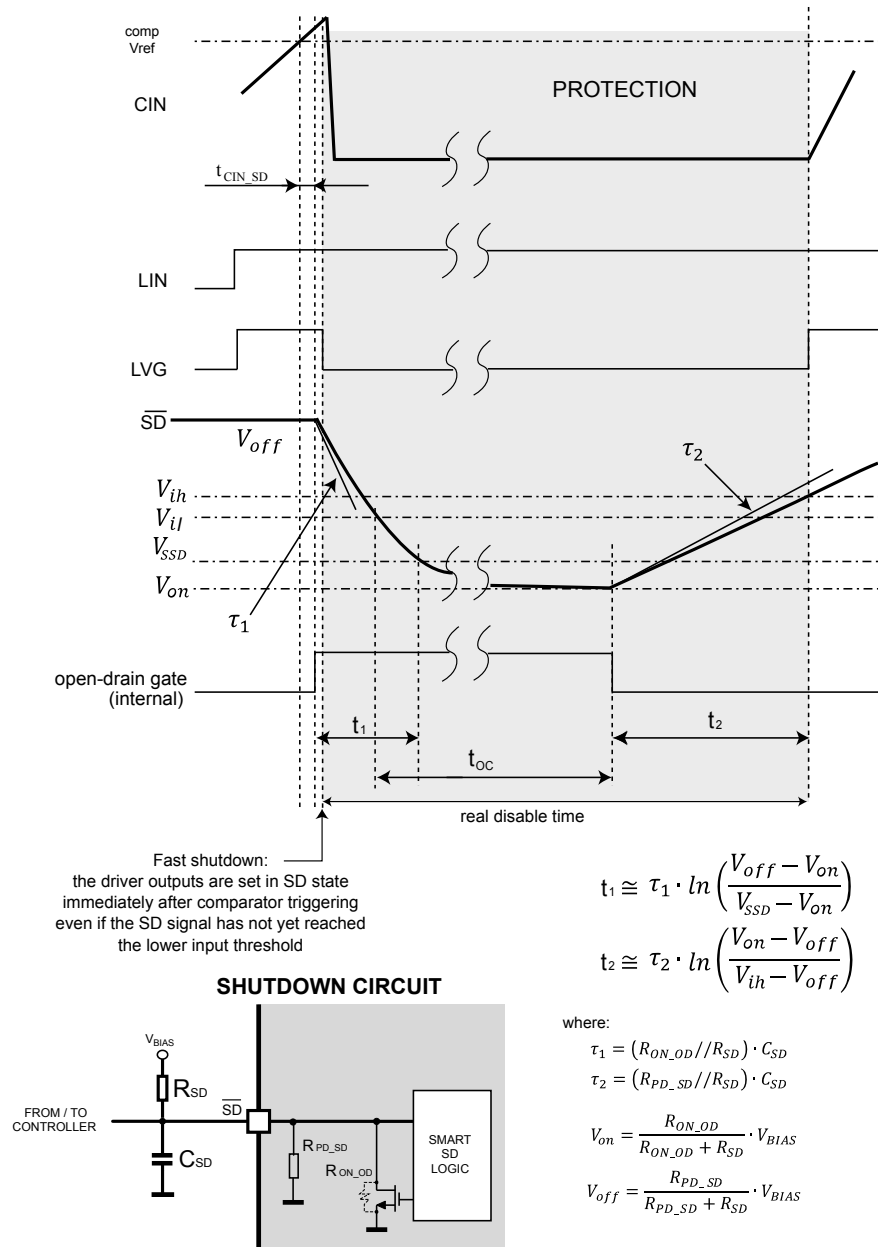 comp
Vref
CIN
PROTECTION
tCIN_SD
LIN
LVG
SD
Voff
τ2
Vih
Vil
VSSD
Von
τ1
open-drain gate
(internal)
t1
t2
tOC
real disable time
Fast shutdown:
the driver outputs are set in SD state
immediately after comparator triggering
even if the SD signal has not yet reached
the lower input threshold
t1 ≅ τ1 · ln((Voff − Von)/(VSSD − Von))
t2 ≅ τ2 · ln((Von − Voff)/(Vih − Voff))
SHUTDOWN CIRCUIT
where:
τ1 = (RON_OD//RSD) · CSD
τ2 = (RPD_SD//RSD) · CSD
Von = RON_OD/(RON_OD + RSD) · VBIAS
Voff = RPD_SD/(RPD_SD + RSD) · VBIAS
VBIAS
RSD
FROM / TO
CONTROLLER
SD
CSD
RPD_SD
RON_OD
SMART
SD
LOGIC